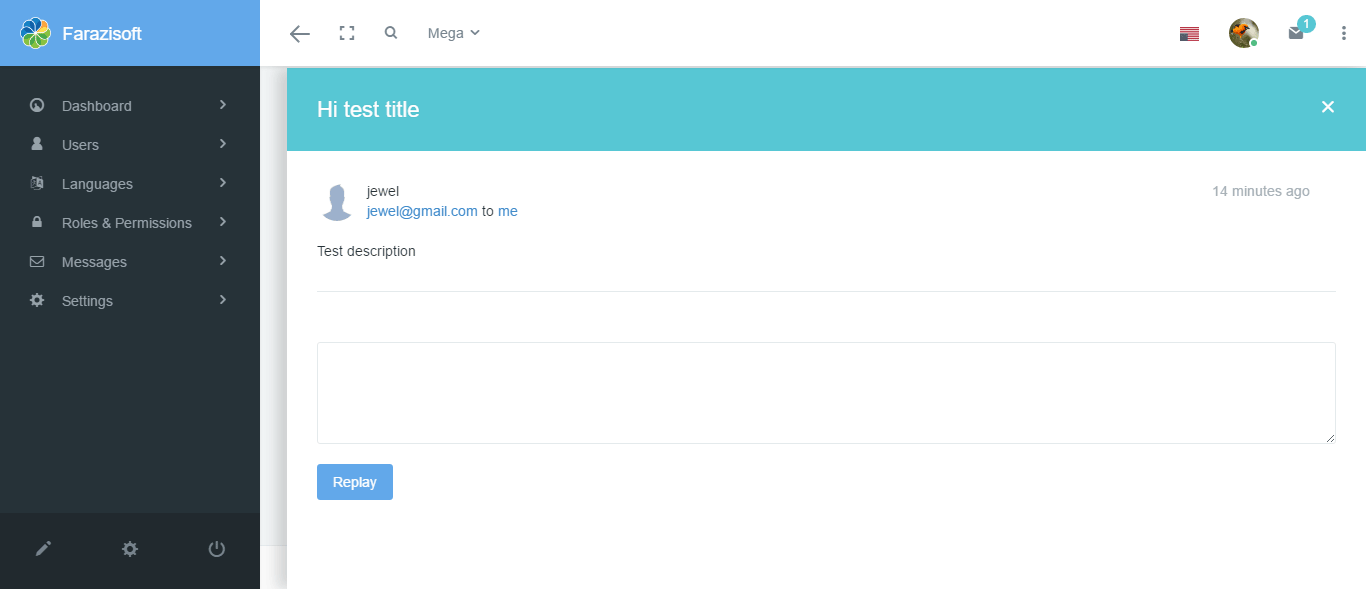 Farazisoft
Mega
1
Dashboard
Users
Languages
Roles & Permissions
Messages
Settings
Hi test title
jewel
14 minutes ago
jewel@gmail.com to me
Test description
Replay